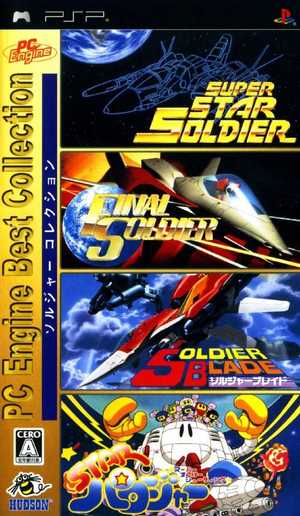 PSP
PC Engine
PC Engine Best Collection
ソルジャー コレクション
SUPER
STAR
SOLDIER
FINAL
SOLDIER
SOLDIER
BLADE
ソルジャーブレイド
STAR
パロジャー
CERO
A
HUDSON